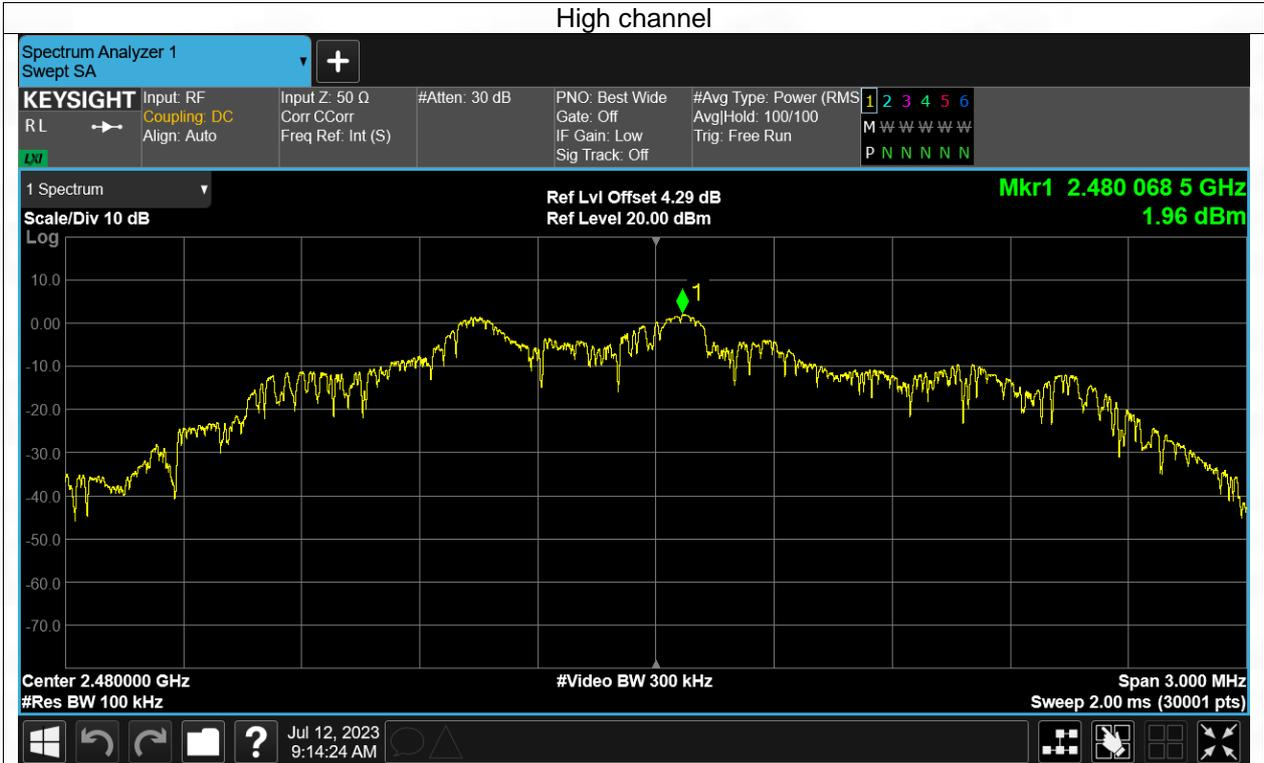 High channel
Spectrum Analyzer 1
Swept SA
KEYSIGHT
R L
LXI
Input: RF
Coupling: DC
Align: Auto
Input Z: 50 Ω
Corr CCorr
Freq Ref: Int (S)
#Atten: 30 dB
PNO: Best Wide
Gate: Off
IF Gain: Low
Sig Track: Off
#Avg Type: Power (RMS
Avg|Hold: 100/100
Trig: Free Run
1 2 3 4 5 6
M W W W W W
P N N N N N
1 Spectrum
Scale/Div 10 dB
Log
Ref Lvl Offset 4.29 dB
Ref Level 20.00 dBm
Mkr1 2.480 068 5 GHz
1.96 dBm
1
10.0
0.00
-10.0
-20.0
-30.0
-40.0
-50.0
-60.0
-70.0
Center 2.480000 GHz
#Res BW 100 kHz
#Video BW 300 kHz
Span 3.000 MHz
Sweep 2.00 ms (30001 pts)
?
Jul 12, 2023
9:14:24 AM